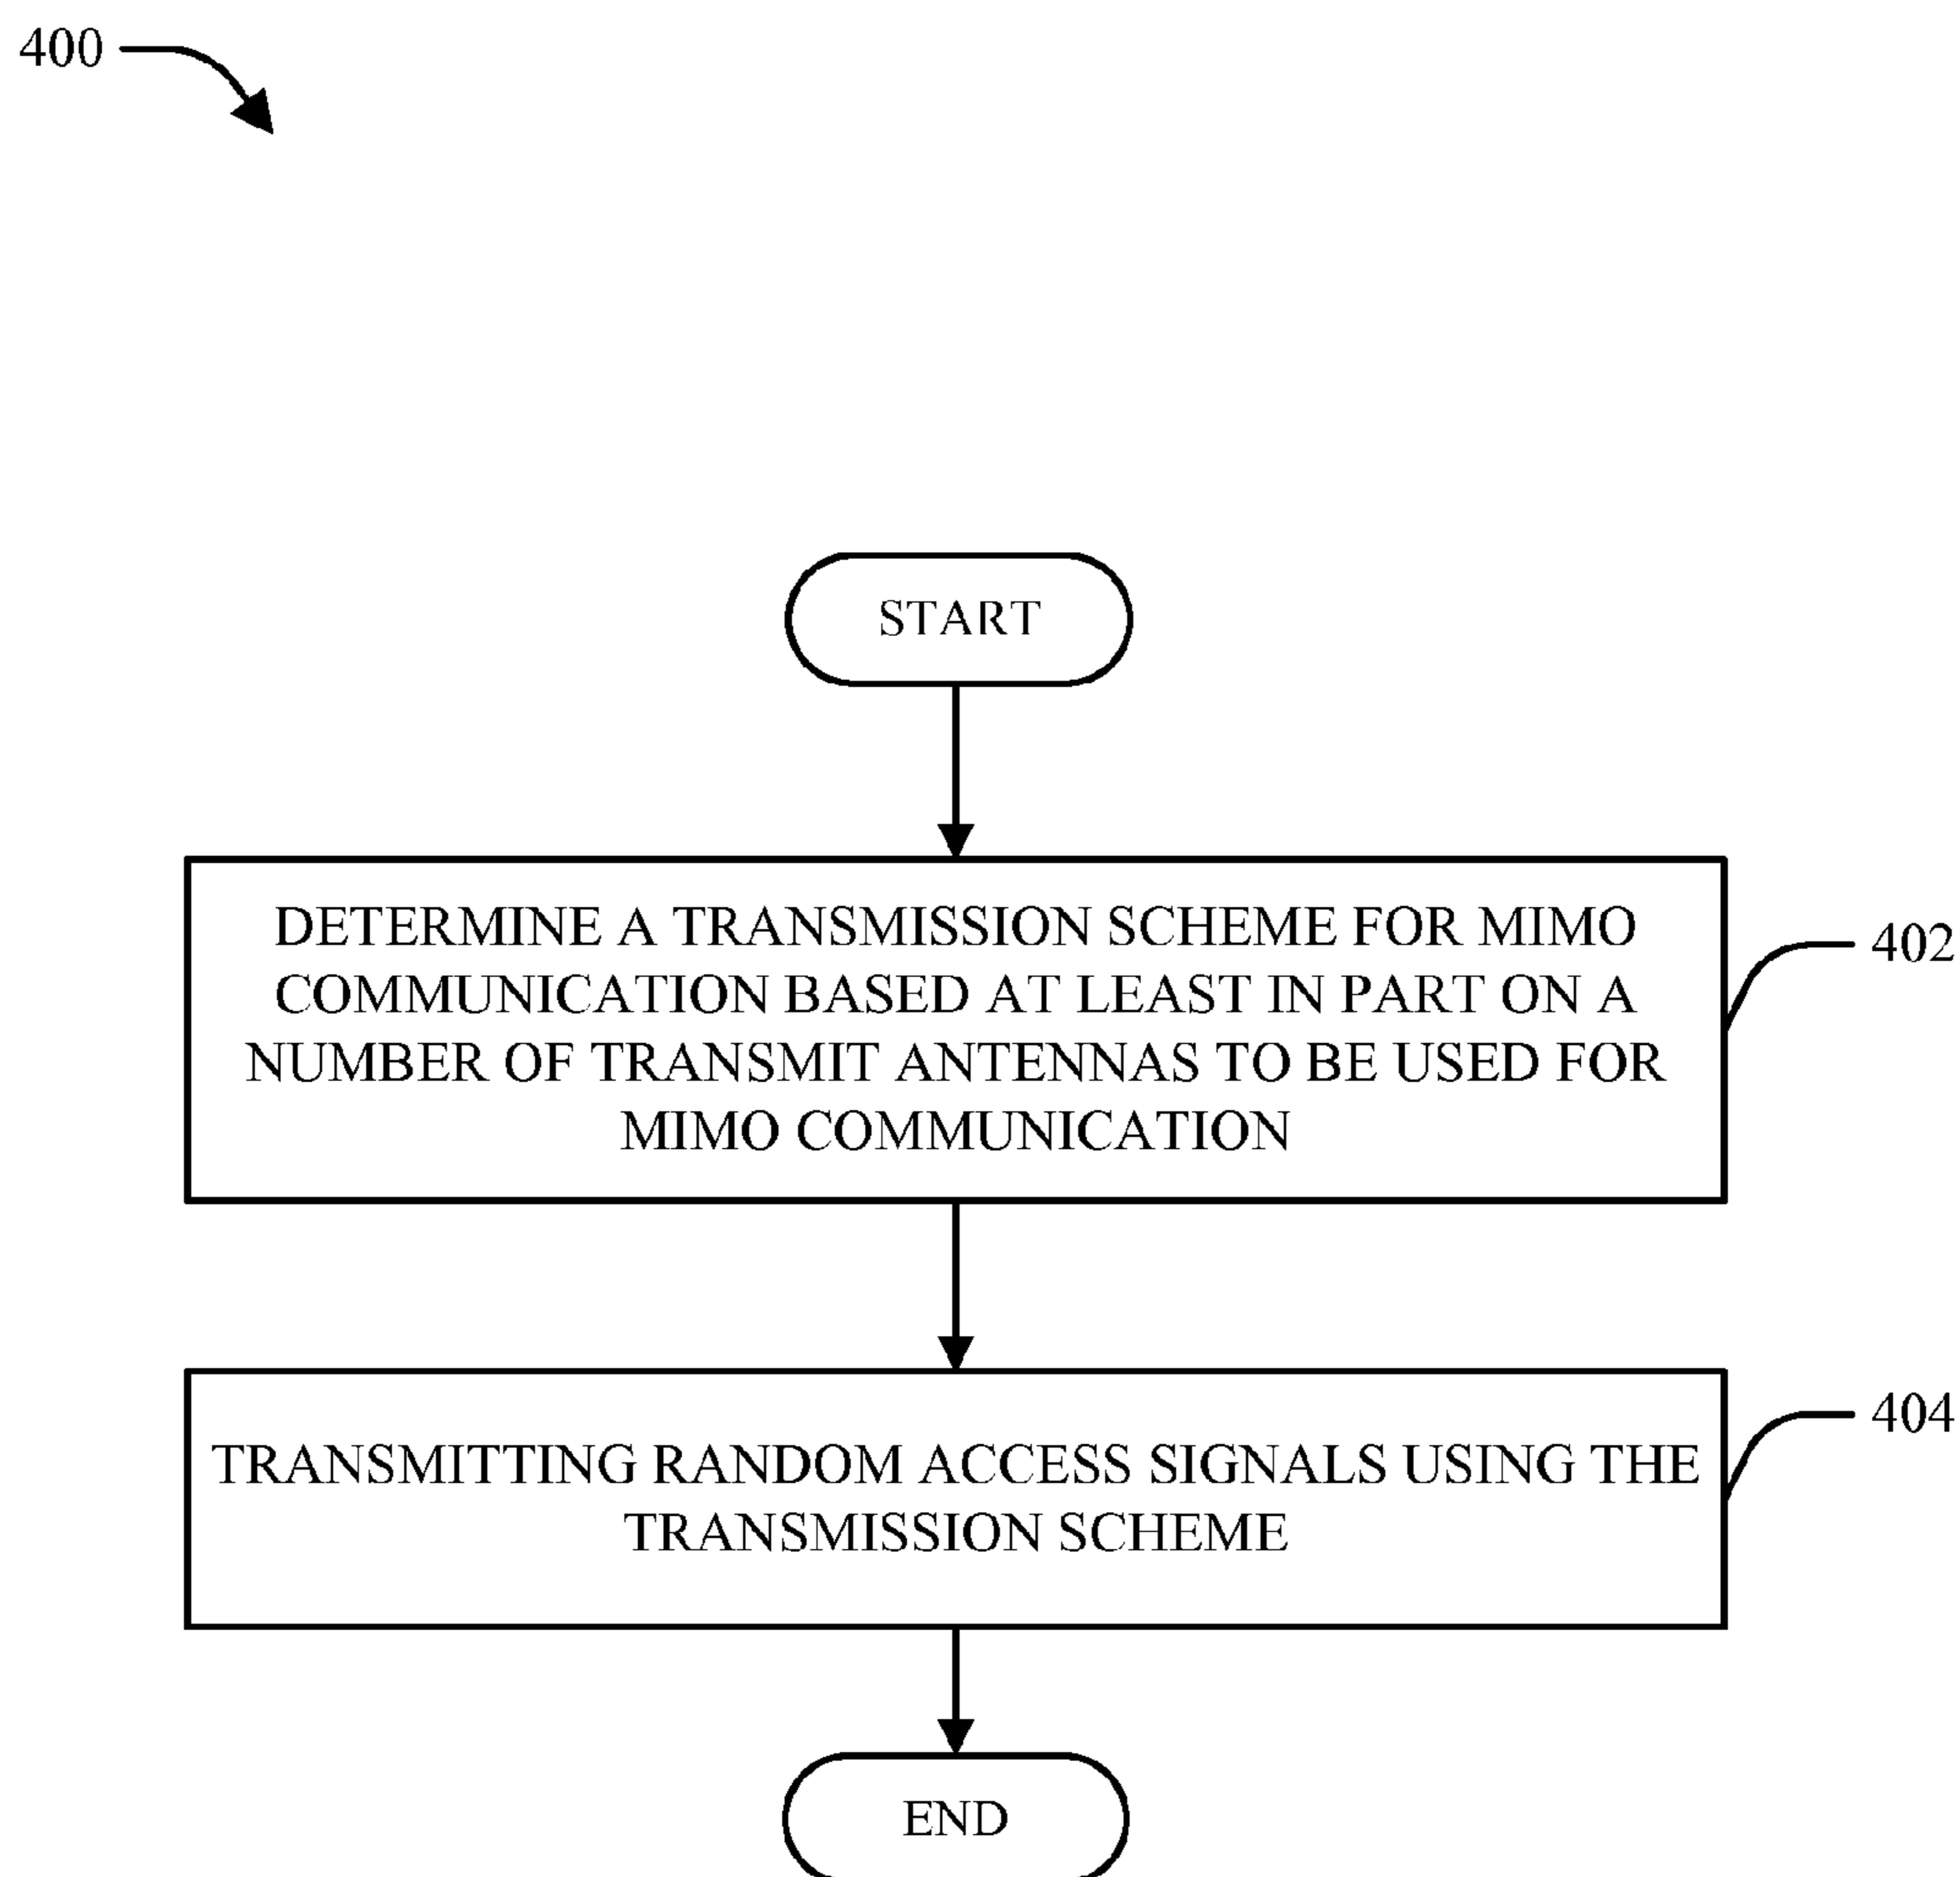 400
START
DETERMINE A TRANSMISSION SCHEME FOR MIMO
COMMUNICATION BASED AT LEAST IN PART ON A
NUMBER OF TRANSMIT ANTENNAS TO BE USED FOR
MIMO COMMUNICATION
402
TRANSMITTING RANDOM ACCESS SIGNALS USING THE
TRANSMISSION SCHEME
404
END